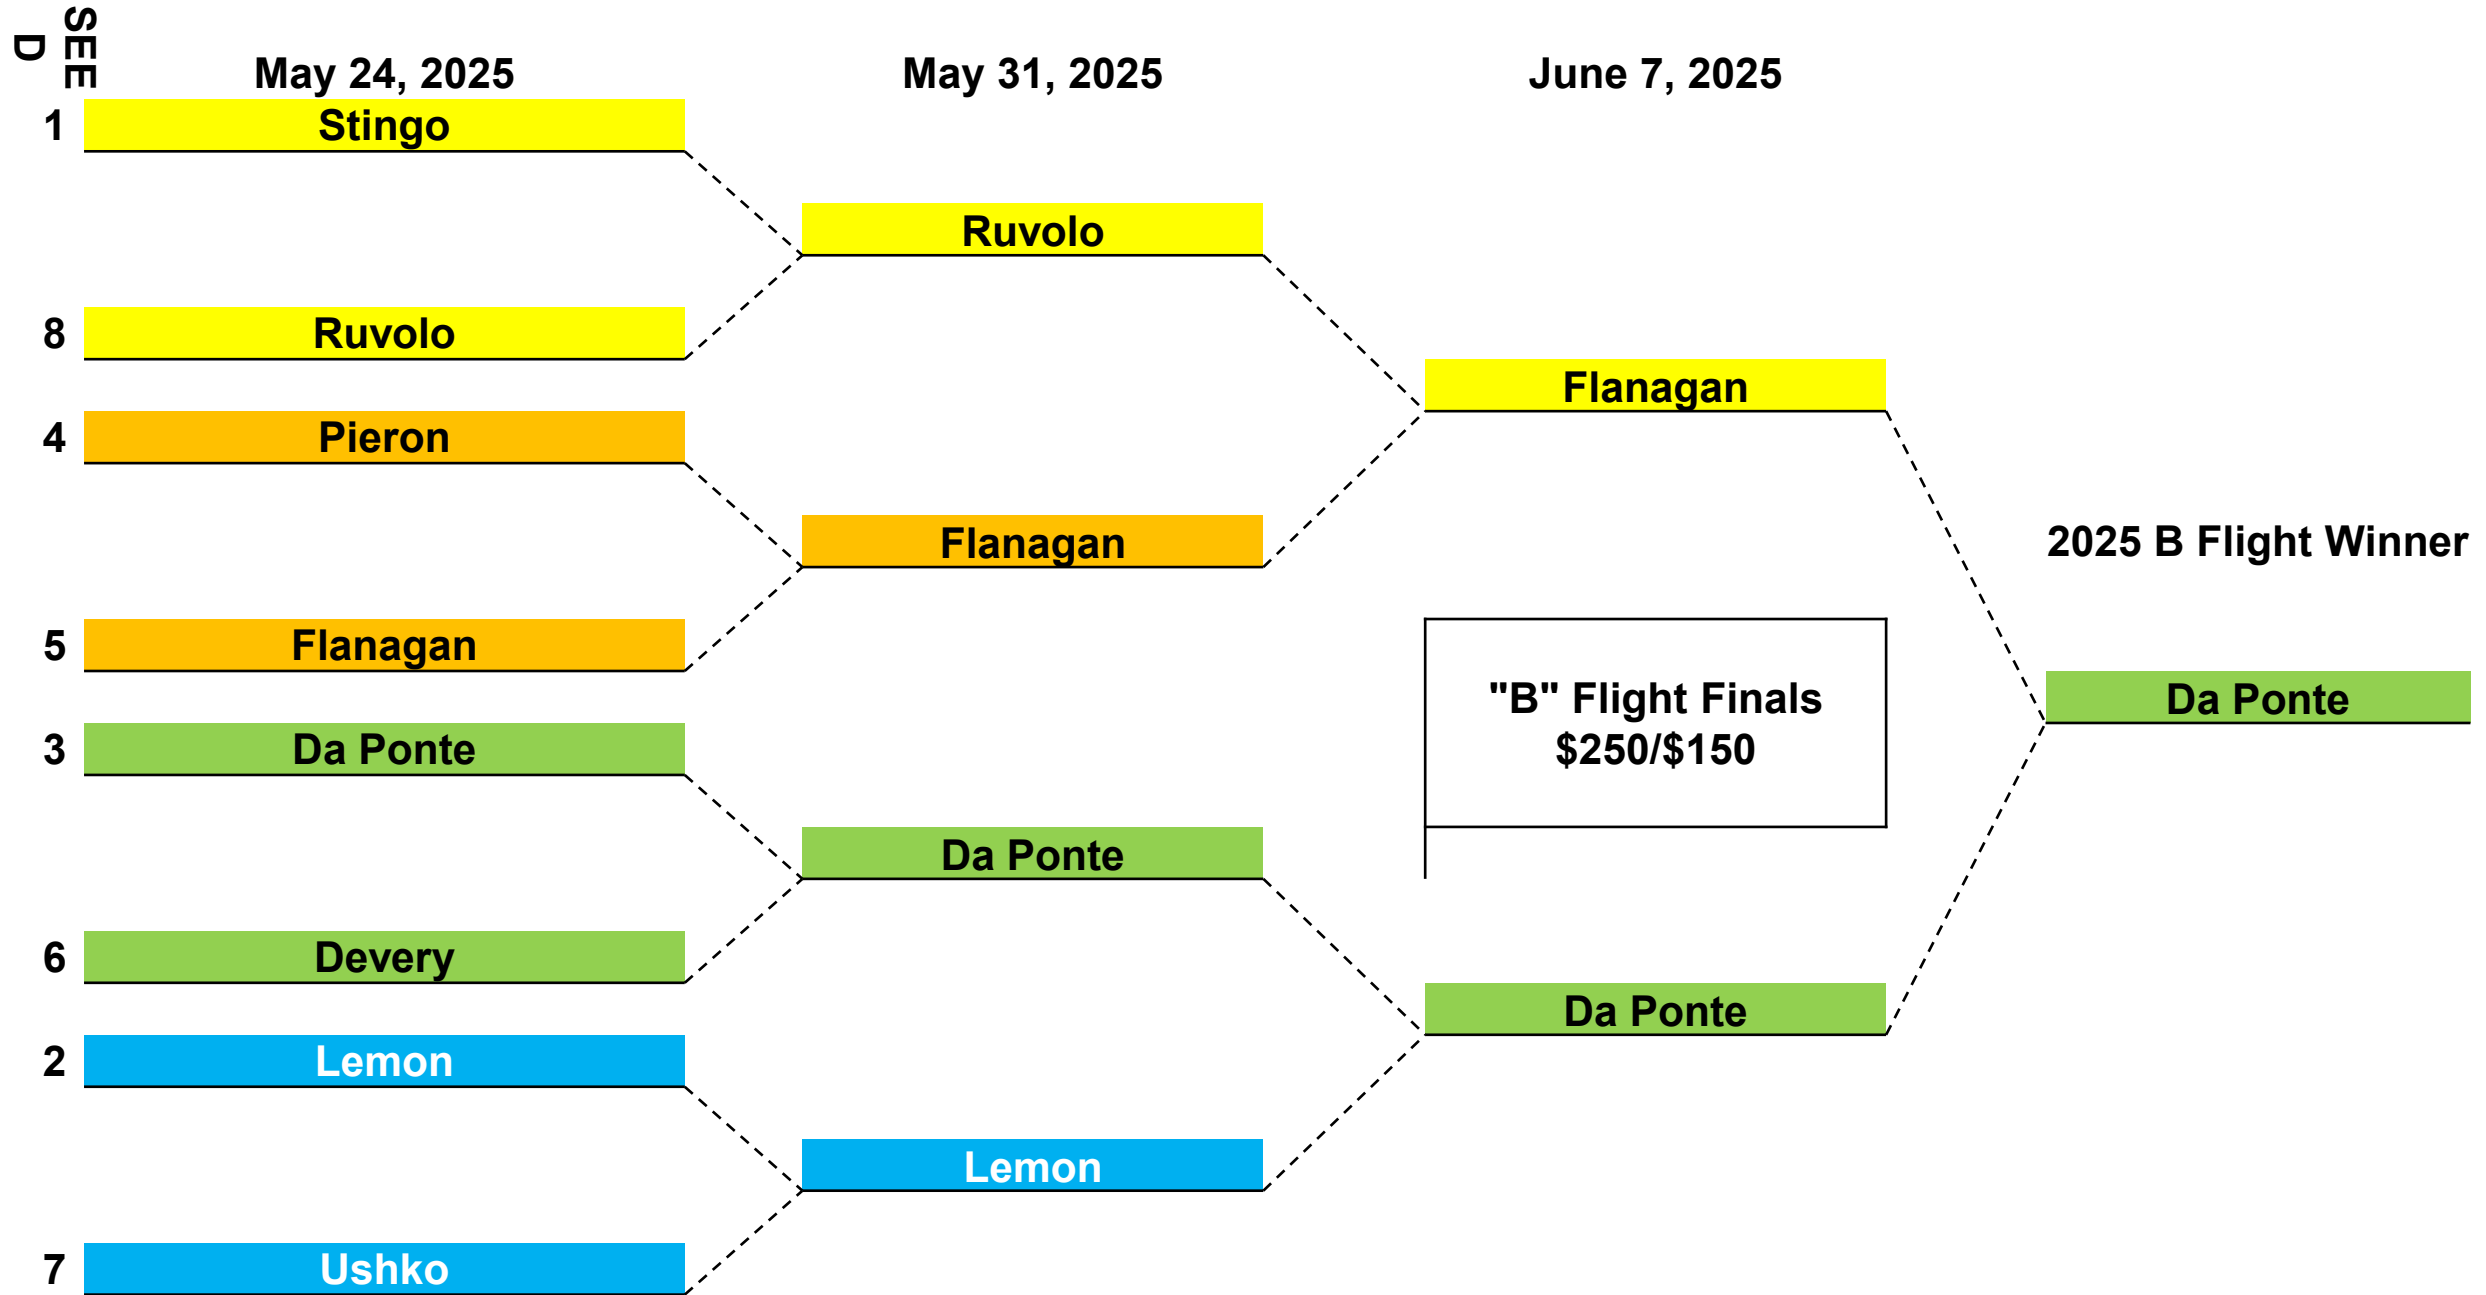 SEE
D
May 24, 2025
May 31, 2025
June 7, 2025
1
Stingo
Ruvolo
8
Ruvolo
Flanagan
4
Pieron
Flanagan
2025 B Flight Winner
5
Flanagan
"B" Flight Finals
$250/$150
Da Ponte
3
Da Ponte
Da Ponte
6
Devery
Da Ponte
2
Lemon
Lemon
7
Ushko